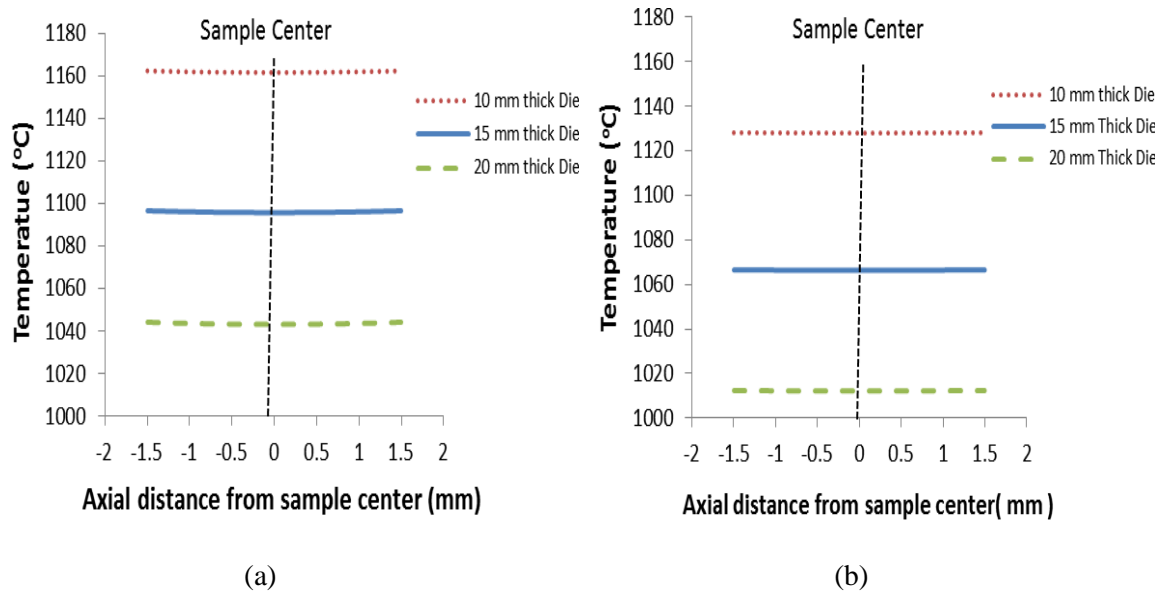 Sample Center
1180
1160
1140
1120
1100
1080
1060
1040
1020
1000
Temperatue (°C)
10 mm thick Die
15 mm thick Die
20 mm thick Die
-2 -1.5 -1 -0.5 0 0.5 1 1.5 2
Axial distance from sample center (mm)
(a)
Sample Center
1180
1160
1140
1120
1100
1080
1060
1040
1020
1000
Temperature (°C)
10 mm thick Die
15 mm Thick Die
20 mm Thick Die
-2 -1.5 -1 -0.5 0 0.5 1 1.5 2
Axial distance from sample center( mm )
(b)